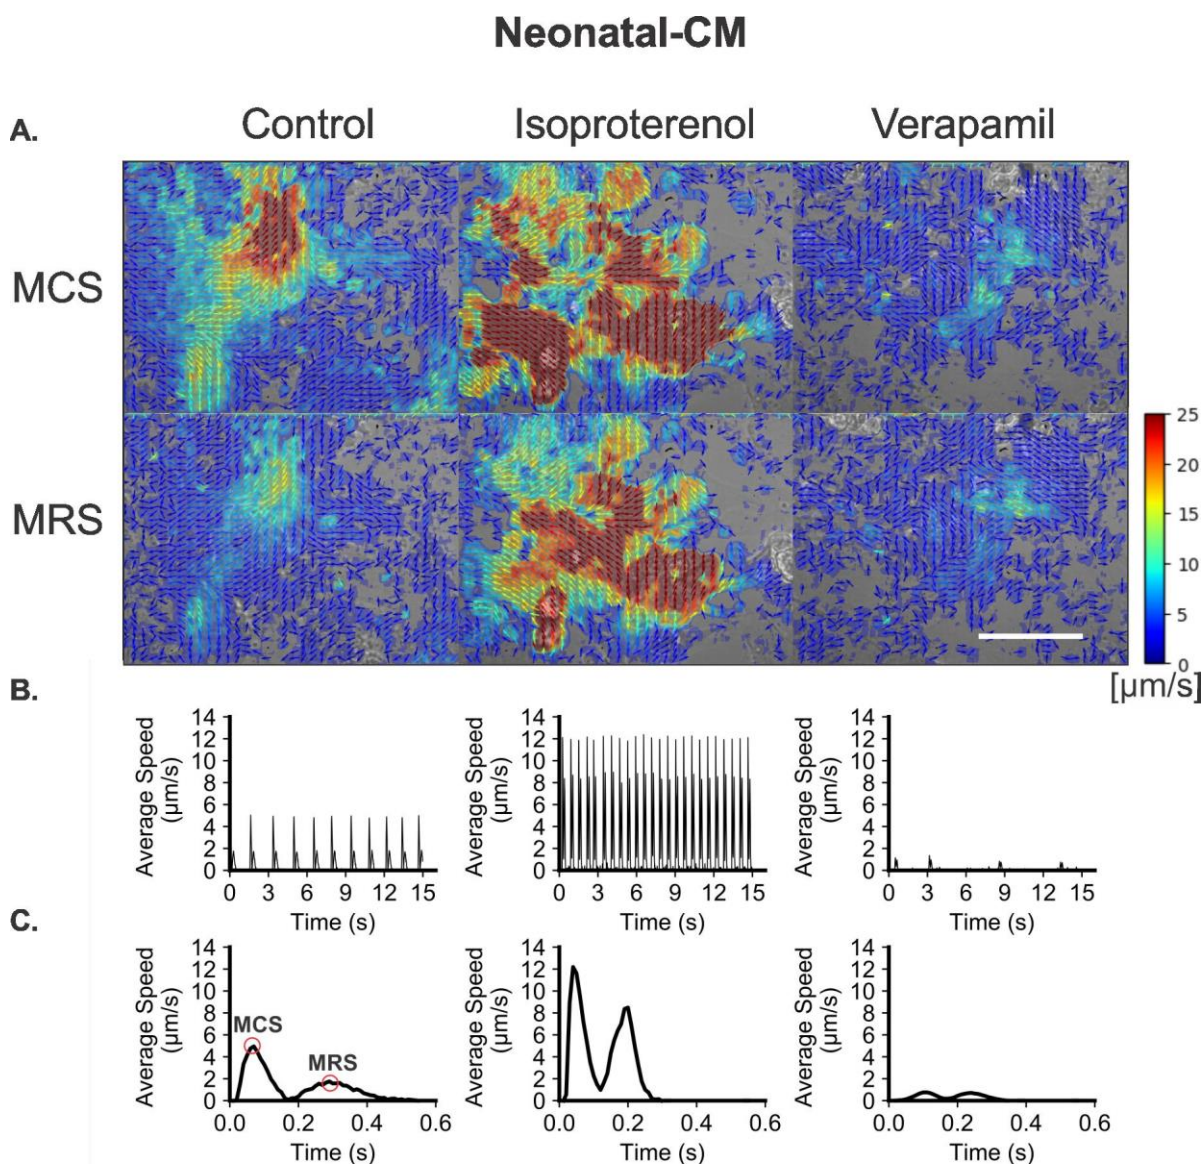 Neonatal-CM
A.
Control Isoproterenol Verapamil
MCS
MRS
25
20
15
10
5
0
[µm/s]
B.
Average Speed
(µm/s)
14
12
10
8
6
4
2
0
0 3 6 9 12 15
Time (s)
Average Speed
(µm/s)
14
12
10
8
6
4
2
0
0 3 6 9 12 15
Time (s)
Average Speed
(µm/s)
14
12
10
8
6
4
2
0
0 3 6 9 12 15
Time (s)
C.
Average Speed
(µm/s)
14
12
10
8
6
4
2
0
MCS
MRS
0.0 0.2 0.4 0.6
Time (s)
Average Speed
(µm/s)
14
12
10
8
6
4
2
0
0.0 0.2 0.4 0.6
Time (s)
Average Speed
(µm/s)
14
12
10
8
6
4
2
0
0.0 0.2 0.4 0.6
Time (s)